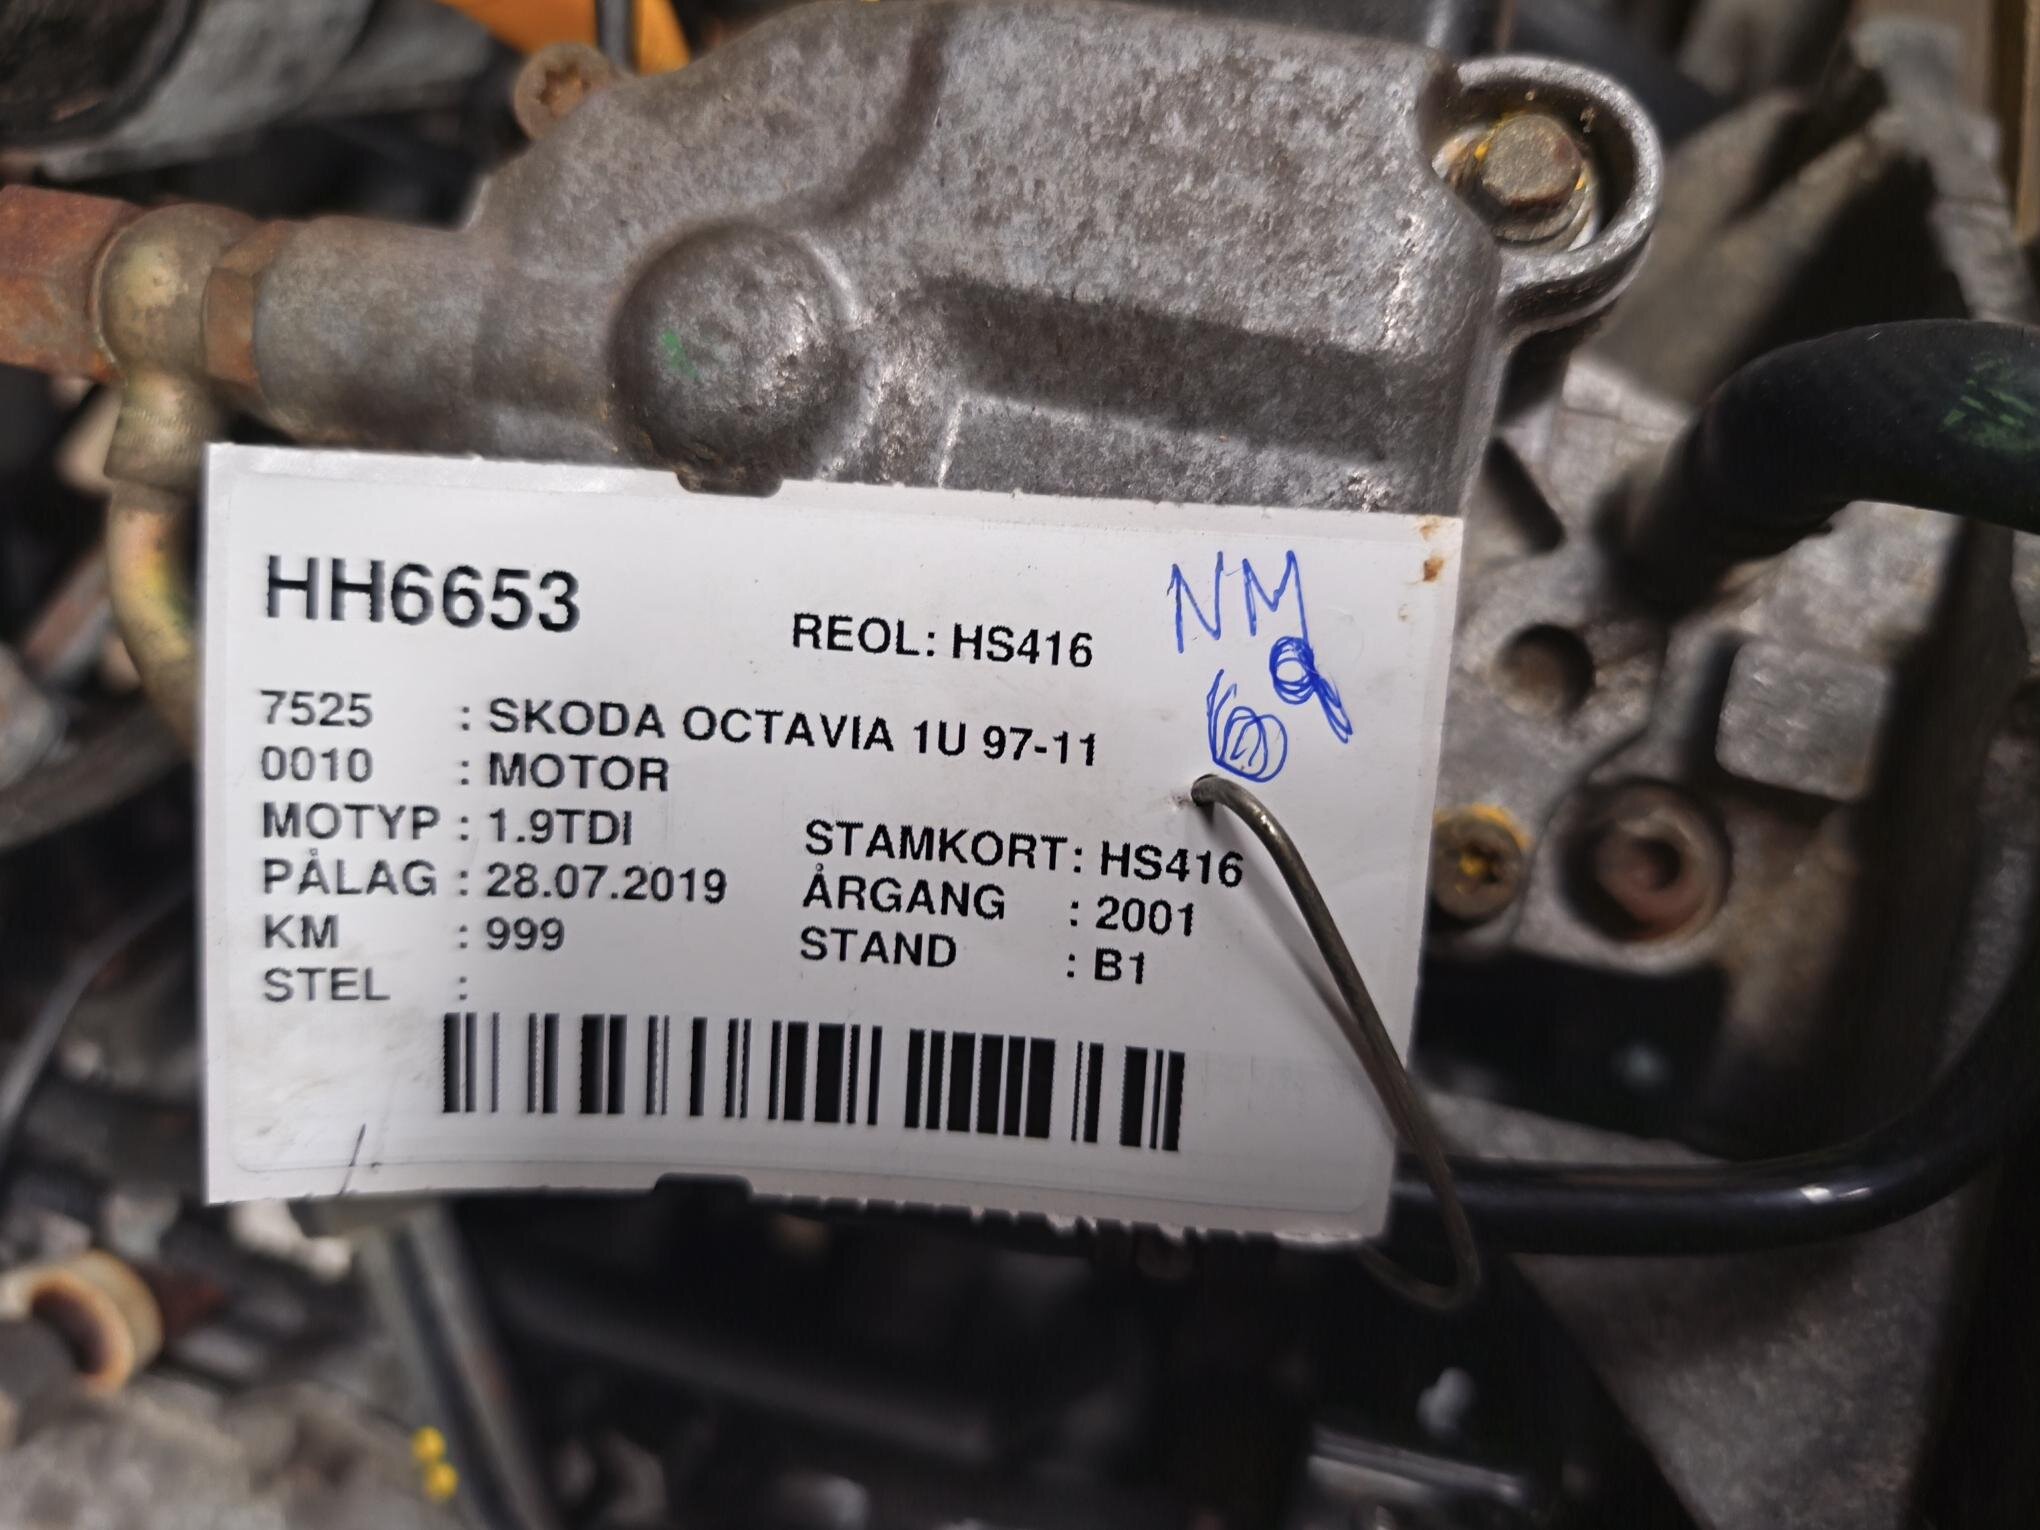 HH6653
REOL: HS416
NM
7525 : SKODA OCTAVIA 1U 97-11
0010 : MOTOR
MOTYP : 1.9TDI
STAMKORT: HS416
PÅLAG : 28.07.2019
ÅRGANG : 2001
KM : 999
STAND : B1
STEL :